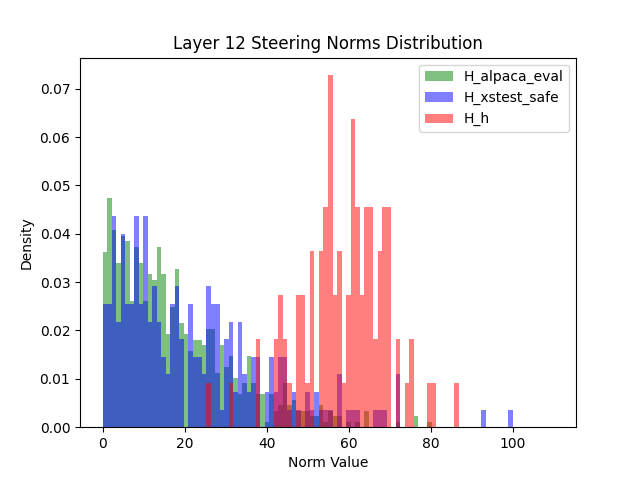 Layer 12 Steering Norms Distribution
H_alpaca_eval
H_xstest_safe
H_h
0.07
0.06
0.05
0.04
0.03
0.02
0.01
0.00
Density
0
20
40
60
80
100
Norm Value